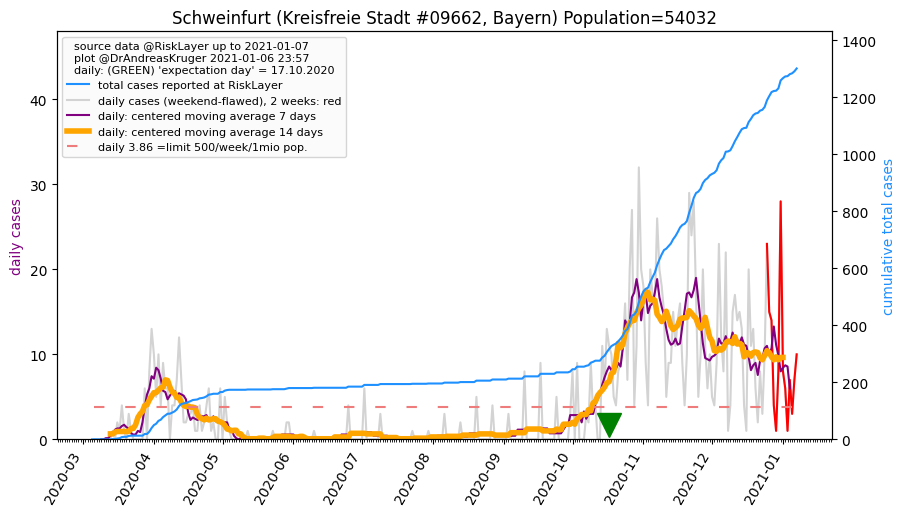 Schweinfurt (Kreisfreie Stadt #09662, Bayern) Population=54032
source data @RiskLayer up to 2021-01-07
plot @DrAndreasKruger 2021-01-06 23:57
daily: (GREEN) 'expectation day' = 17.10.2020
total cases reported at RiskLayer
daily cases (weekend-flawed), 2 weeks: red
daily: centered moving average 7 days
daily: centered moving average 14 days
daily 3.86 =limit 500/week/1mio pop.
daily cases
0
10
20
30
40
cumulative total cases
0
200
400
600
800
1000
1200
1400
2020-03
2020-04
2020-05
2020-06
2020-07
2020-08
2020-09
2020-10
2020-11
2020-12
2021-01